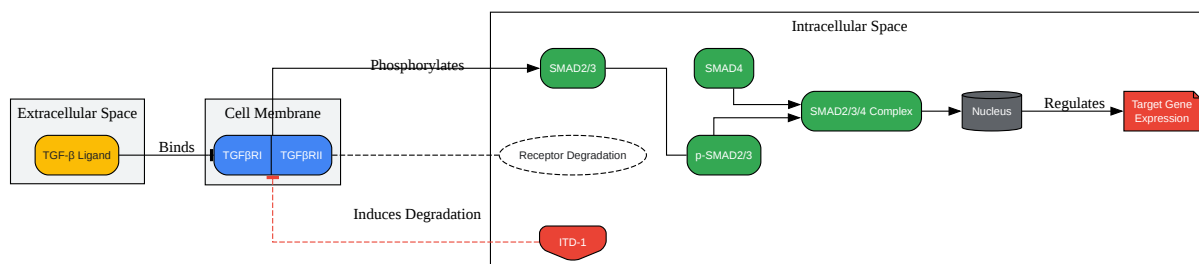 Intracellular Space
Phosphorylates
SMAD2/3
SMAD4
Extracellular Space
Cell Membrane
SMAD2/3/4 Complex
Nucleus
Regulates
Target Gene
Expression
TGF-β Ligand
Binds
TGFβRI
TGFβRII
Receptor Degradation
p-SMAD2/3
Induces Degradation
ITD-1